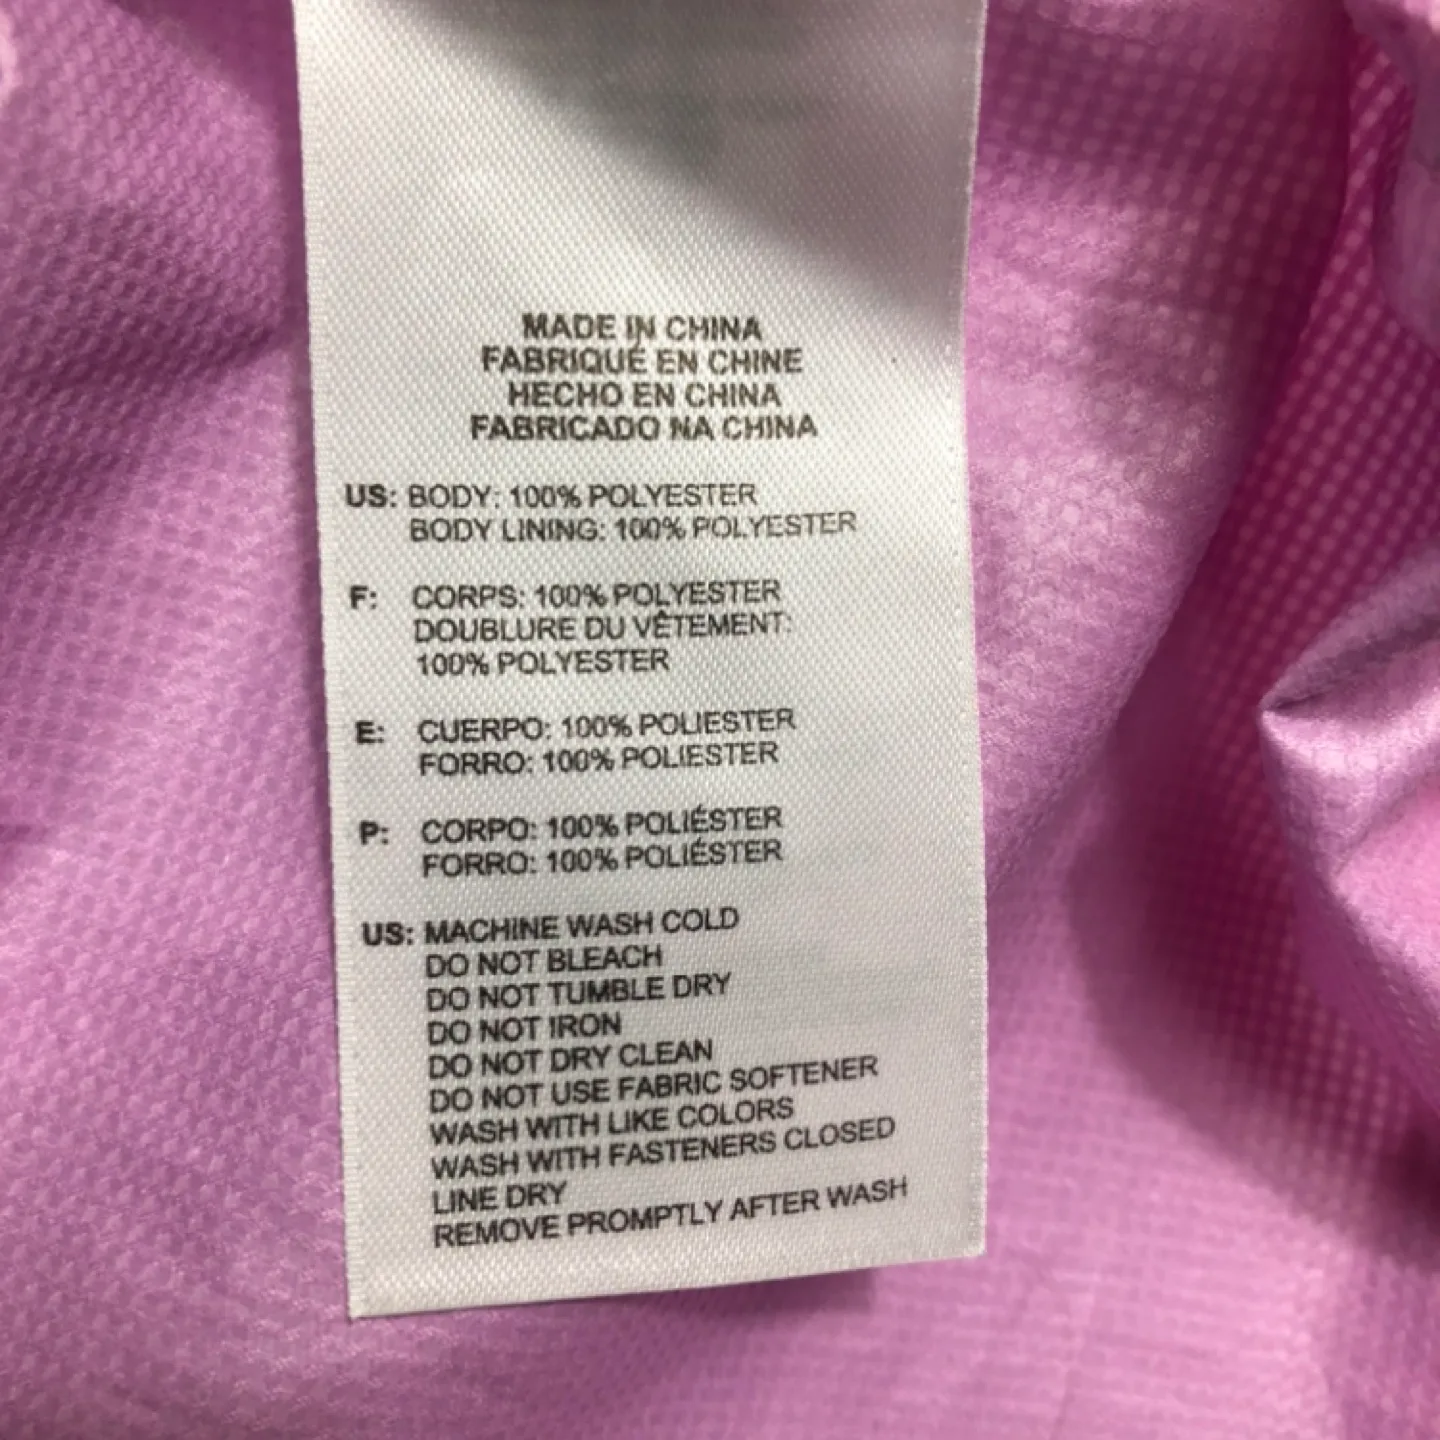 MADE IN CHINA
FABRIQUÉ EN CHINE
HECHO EN CHINA
FABRICADO NA CHINA
US: BODY: 100% POLYESTER
BODY LINING: 100% POLYESTER
F: CORPS: 100% POLYESTER
DOUBLURE DU VÊTEMENT:
100% POLYESTER
E: CUERPO: 100% POLIESTER
FORRO: 100% POLIESTER
P: CORPO: 100% POLIÉSTER
FORRO: 100% POLIÉSTER
US: MACHINE WASH COLD
DO NOT BLEACH
DO NOT TUMBLE DRY
DO NOT IRON
DO NOT DRY CLEAN
DO NOT USE FABRIC SOFTENER
WASH WITH LIKE COLORS
WASH WITH FASTENERS CLOSED
LINE DRY
REMOVE PROMPTLY AFTER WASH